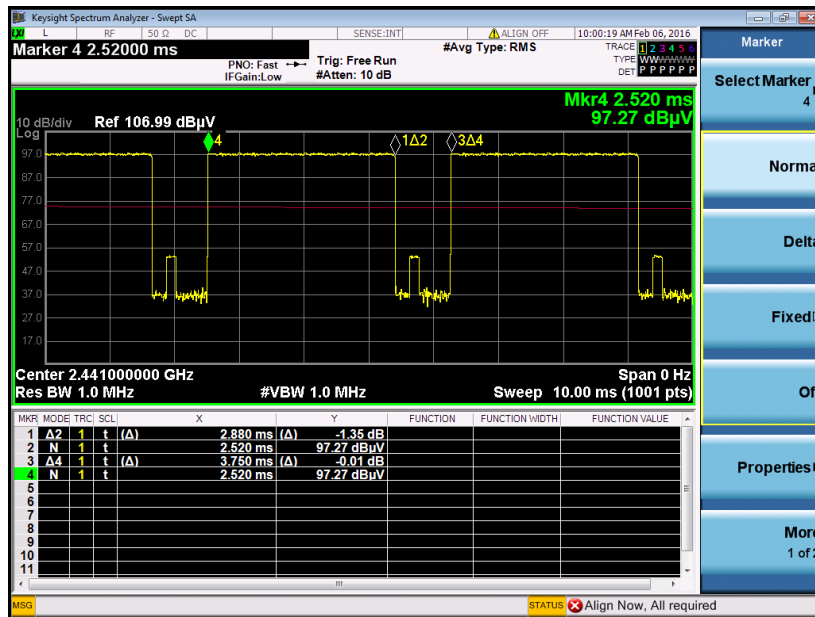 Keysight Spectrum Analyzer - Swept SA
LXI L RF 50 Ω DC SENSE:INT ALIGN OFF 10:00:19 AM Feb 06, 2016
Marker 4 2.52000 ms
PNO: Fast
IFGain:Low
Trig: Free Run
#Atten: 10 dB
#Avg Type: RMS
TRACE 1 2 3 4 5 6
TYPE WWWWWW
DET P P P P P P
Mkr4 2.520 ms
97.27 dBµV
10 dB/div Ref 106.99 dBµV
Log
4 1Δ2 3Δ4
97.0
87.0
77.0
67.0
57.0
47.0
37.0
27.0
17.0
Center 2.441000000 GHz Span 0 Hz
Res BW 1.0 MHz #VBW 1.0 MHz Sweep 10.00 ms (1001 pts)
MKR MODE TRC SCL X Y FUNCTION FUNCTION WIDTH FUNCTION VALUE
1 Δ2 1 t (Δ) 2.880 ms (Δ) -1.35 dB
2 N 1 t 2.520 ms 97.27 dBµV
3 Δ4 1 t (Δ) 3.750 ms (Δ) -0.01 dB
4 N 1 t 2.520 ms 97.27 dBµV
5
6
7
8
9
10
11
MSG STATUS Align Now, All required
Marker
Select Marker
4
Norma
Delta
Fixed
Of
Properties
More
1 of 2